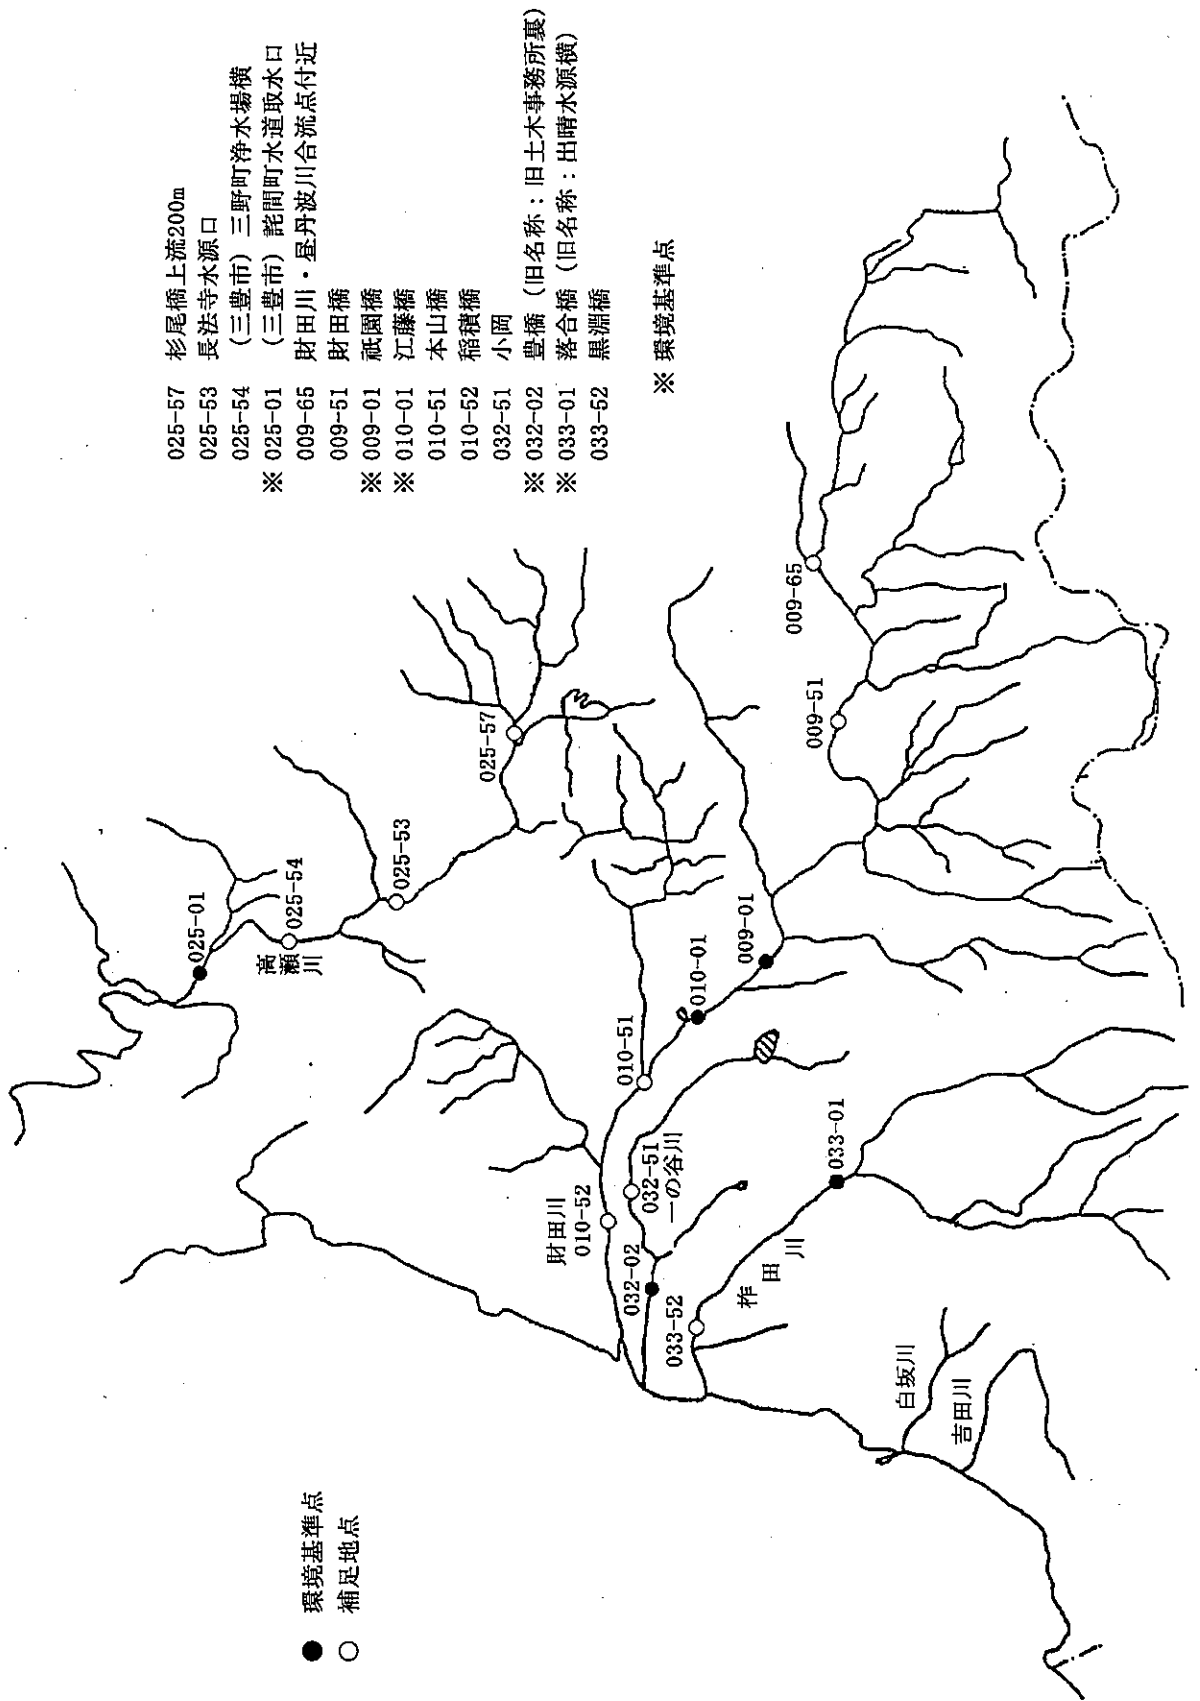 025-57 杉尾橋上流200m
025-53 長法寺水源口
025-54 (三豊市) 三野町浄水場横
※ 025-01 (三豊市) 詫間町水道取水口
009-65 財田川・昼丹波川合流点付近
009-51 財田橋
※ 009-01 祇園橋
※ 010-01 江藤橋
010-51 本山橋
010-52 稲積橋
032-51 小岡
※ 032-02 豊橋 (旧名称：旧土木事務所裏)
※ 033-01 落合橋 (旧名称：出晴水源横)
033-52 黒淵橋
※ 環境基準点
025-01
025-54
高瀬川
025-53
025-57
009-65
009-51
009-01
010-01
010-51
財田川
010-52
032-51
一の谷川
032-02
033-52
033-01
柞田川
白坂川
吉田川
● 環境基準点
○ 補足地点